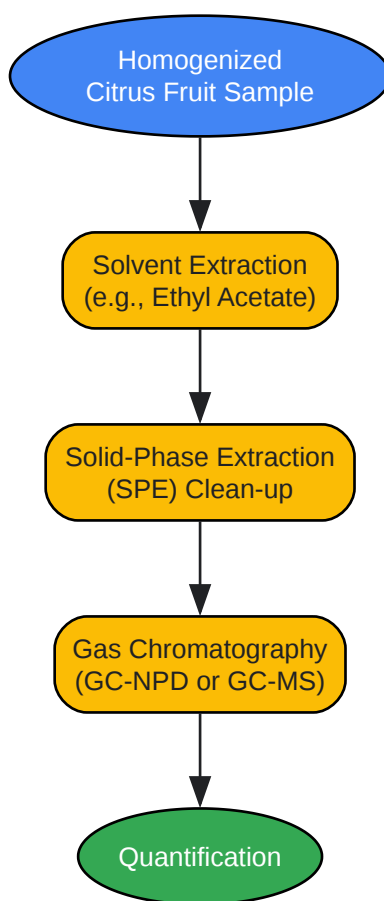 Homogenized
Citrus Fruit Sample
Solvent Extraction
(e.g., Ethyl Acetate)
Solid-Phase Extraction
(SPE) Clean-up
Gas Chromatography
(GC-NPD or GC-MS)
Quantification